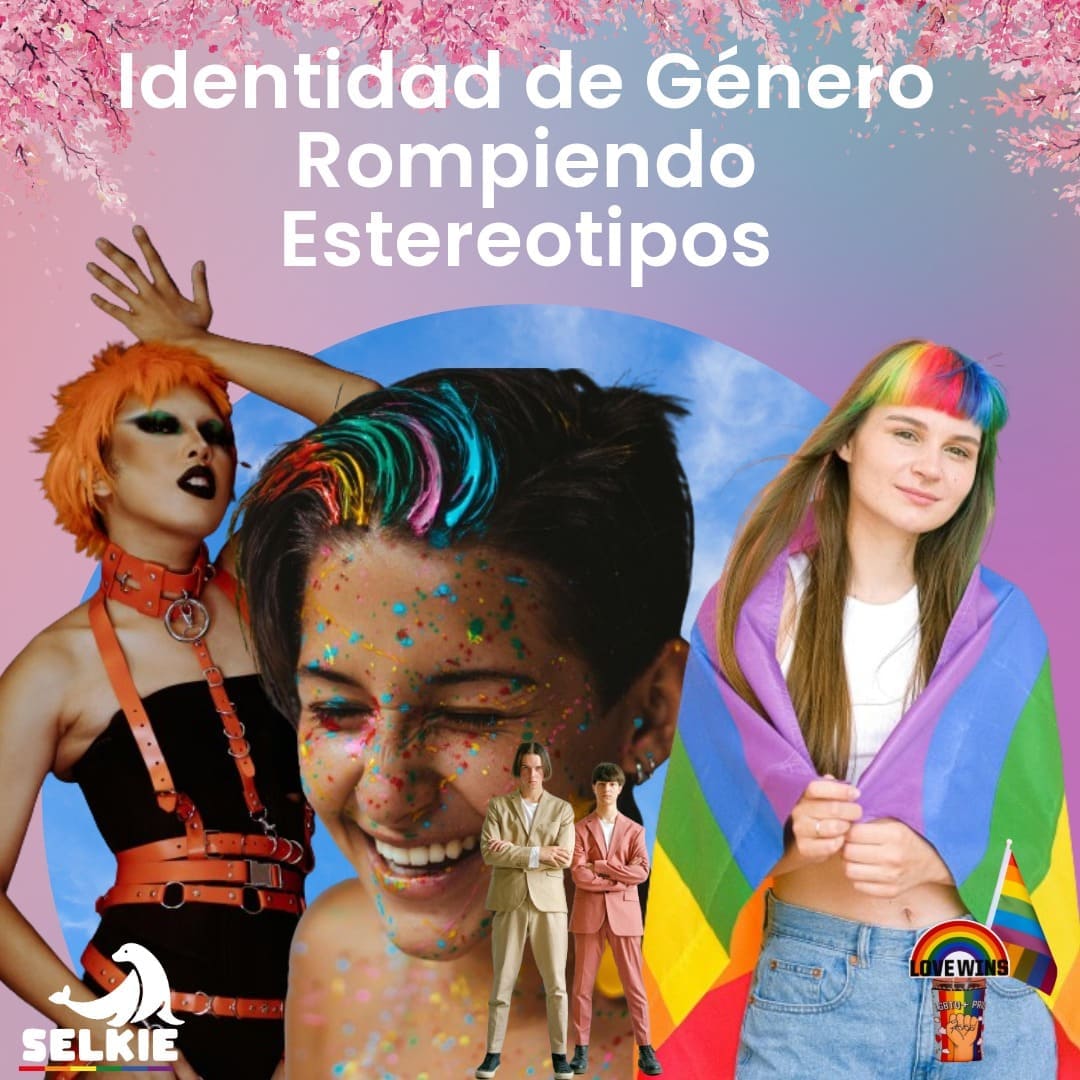 Identidad de Género
Rompiendo
Estereotipos
SELKIE
LOVE WINS